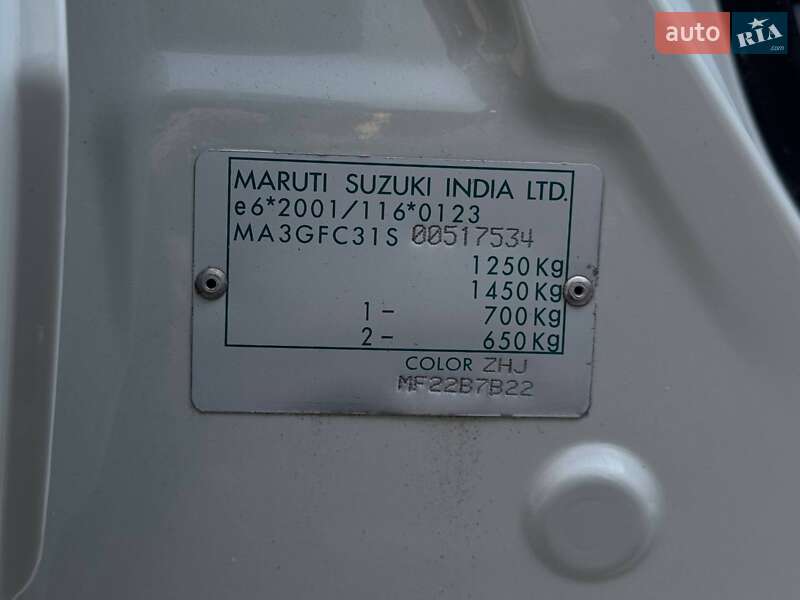 auto RIA.com
MARUTI SUZUKI INDIA LTD.
e6*2001/116*0123
MA3GFC31S 00517534
1250Kg
1450Kg
1- 700Kg
2- 650Kg
COLOR ZHJ
MF22B7B22